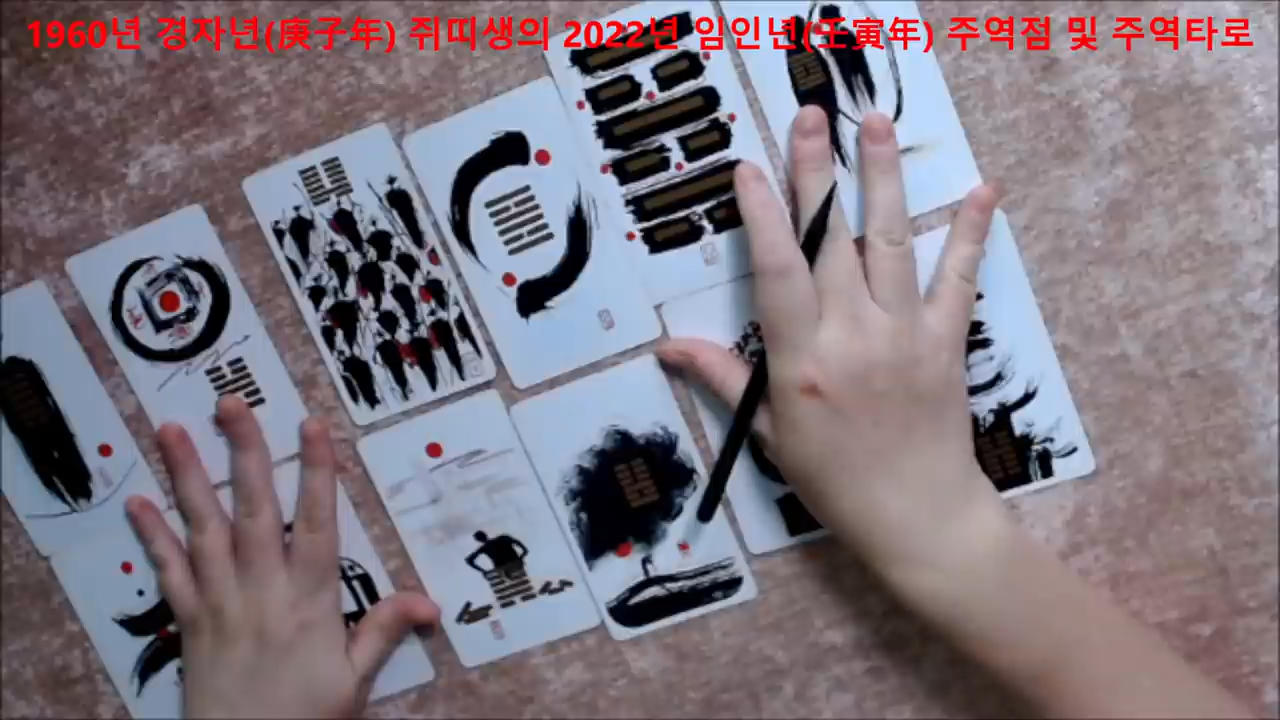 1960년 경자년(庚子年) 쥐띠생의 2022년 임인년(壬寅年) 주역점 및 주역타로